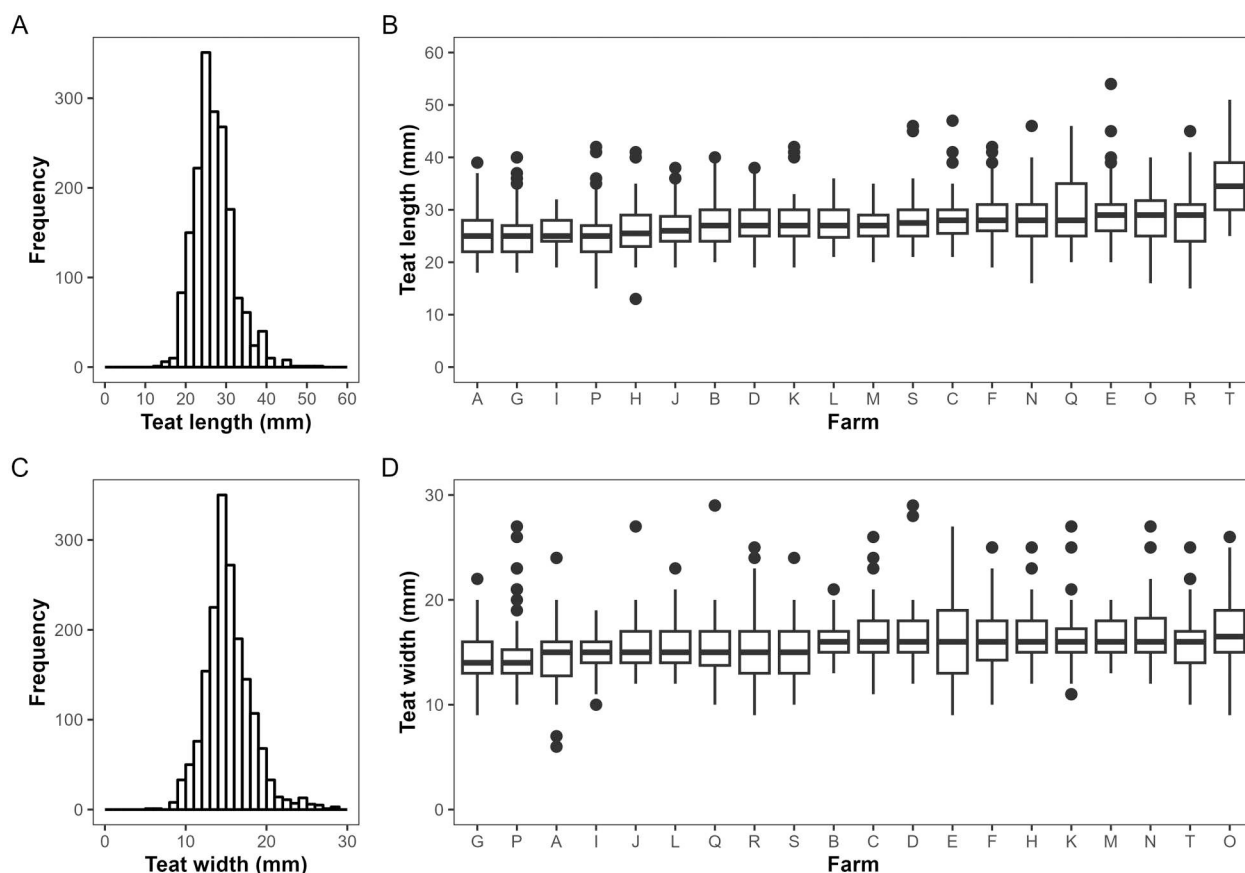 A
Frequency
300
200
100
0
0 10 20 30 40 50 60
Teat length (mm)
B
Teat length (mm)
60
50
40
30
20
10
0
A G I P H J B D K L M S C F N Q E O R T
Farm
C
Frequency
300
200
100
0
0 10 20 30
Teat width (mm)
D
Teat width (mm)
30
20
10
0
G P A I J L Q R S B C D E F H K M N T O
Farm